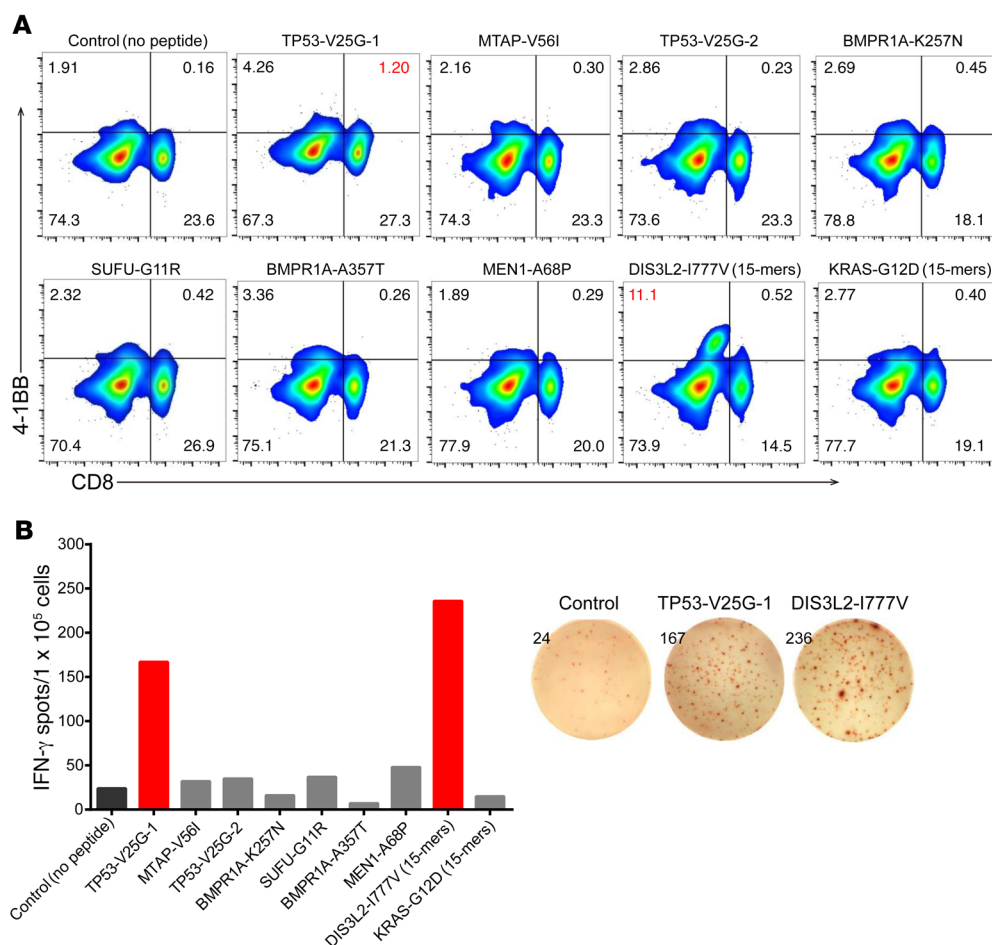 A
Control (no peptide) TP53-V25G-1 MTAP-V56I TP53-V25G-2 BMPR1A-K257N
1.91 0.16 4.26 1.20 2.16 0.30 2.86 0.23 2.69 0.45
74.3 23.6 67.3 27.3 74.3 23.3 73.6 23.3 78.8 18.1
SUFU-G11R BMPR1A-A357T MEN1-A68P DIS3L2-I777V (15-mers) KRAS-G12D (15-mers)
2.32 0.42 3.36 0.26 1.89 0.29 11.1 0.52 2.77 0.40
70.4 26.9 75.1 21.3 77.9 20.0 73.9 14.5 77.7 19.1
4-1BB
CD8
B
IFN-γ spots/1 x 10⁵ cells
300
250
200
150
100
50
0
Control (no peptide)
TP53-V25G-1
MTAP-V56I
TP53-V25G-2
BMPR1A-K257N
SUFU-G11R
BMPR1A-A357T
MEN1-A68P
DIS3L2-I777V (15-mers)
KRAS-G12D (15-mers)
Control TP53-V25G-1 DIS3L2-I777V
24 167 236